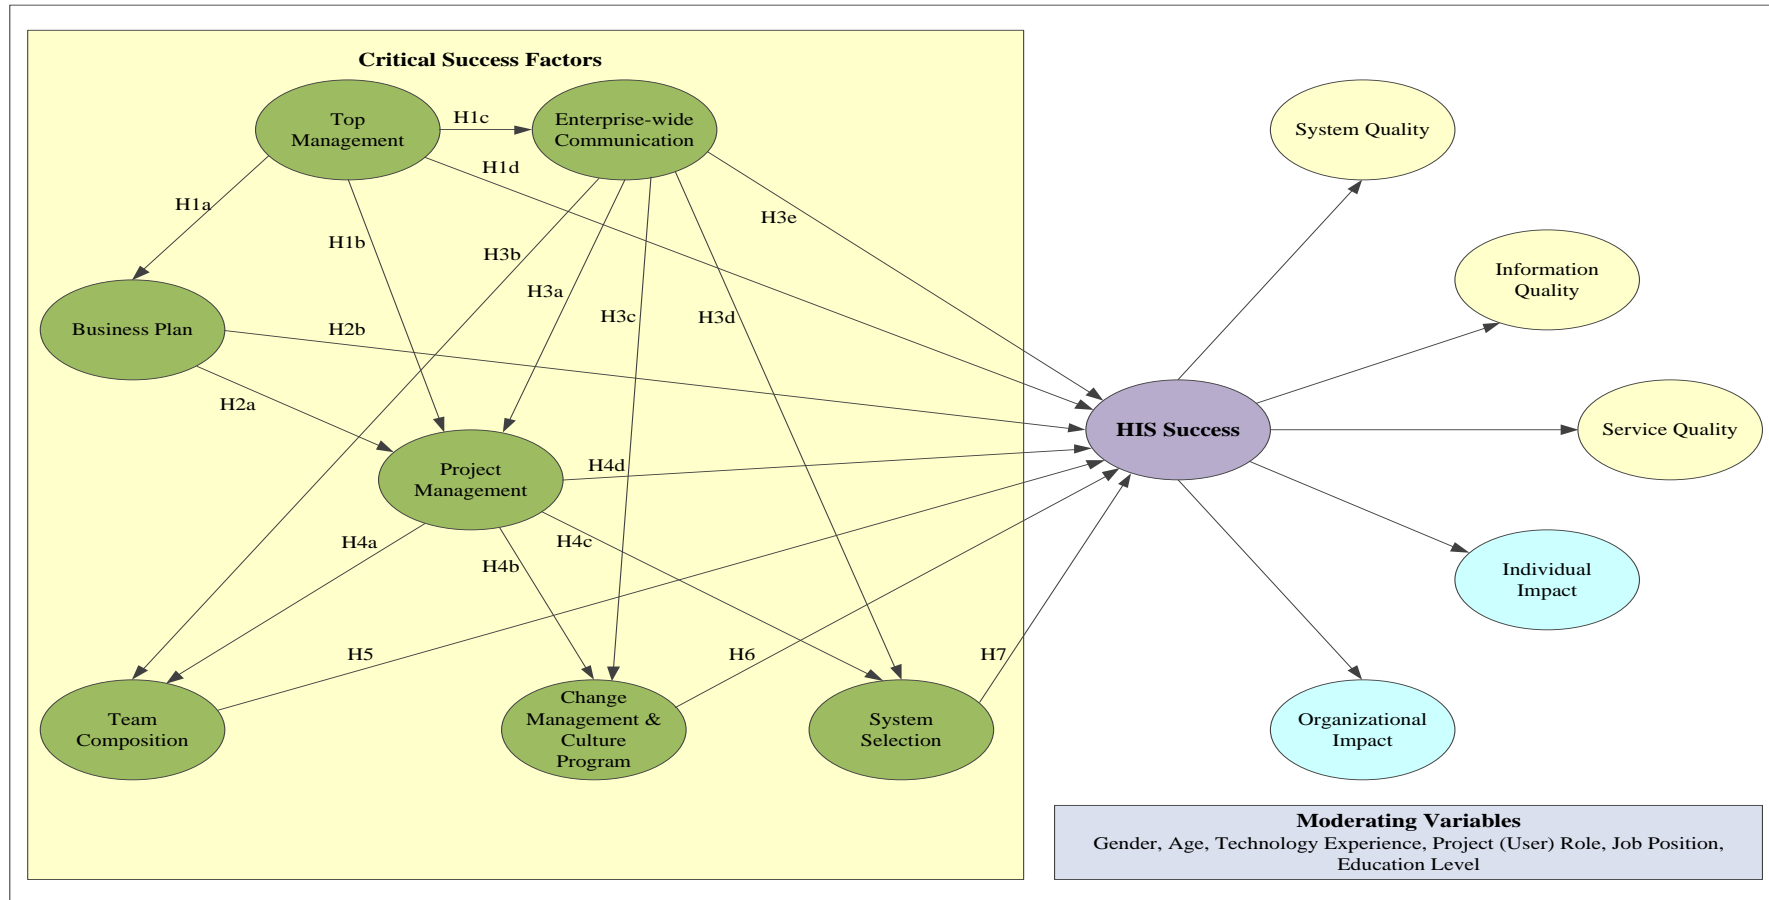 Critical Success Factors
Top
Management
H1c
Enterprise-wide
Communication
System Quality
H1d
H1a
H3e
H1b
H3b
Information
Quality
H3a
H3c
H3d
Business Plan
H2b
H2a
HIS Success
Service Quality
Project
Management
H4d
H4a
H4c
H4b
Individual
Impact
H5
H6
H7
Team
Composition
Change
Management &
Culture
Program
System
Selection
Organizational
Impact
Moderating Variables
Gender, Age, Technology Experience, Project (User) Role, Job Position,
Education Level